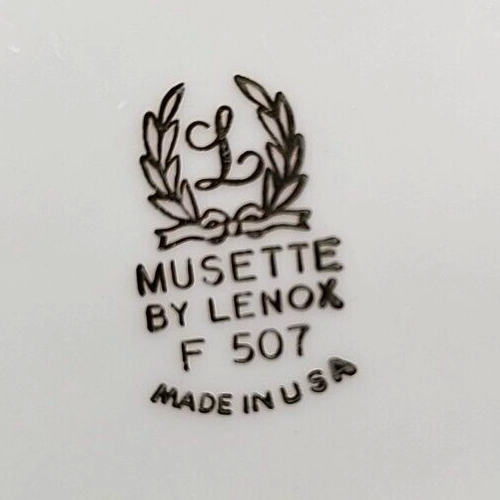 L
MUSETTE
BY LENOX
F 507
MADE IN USA